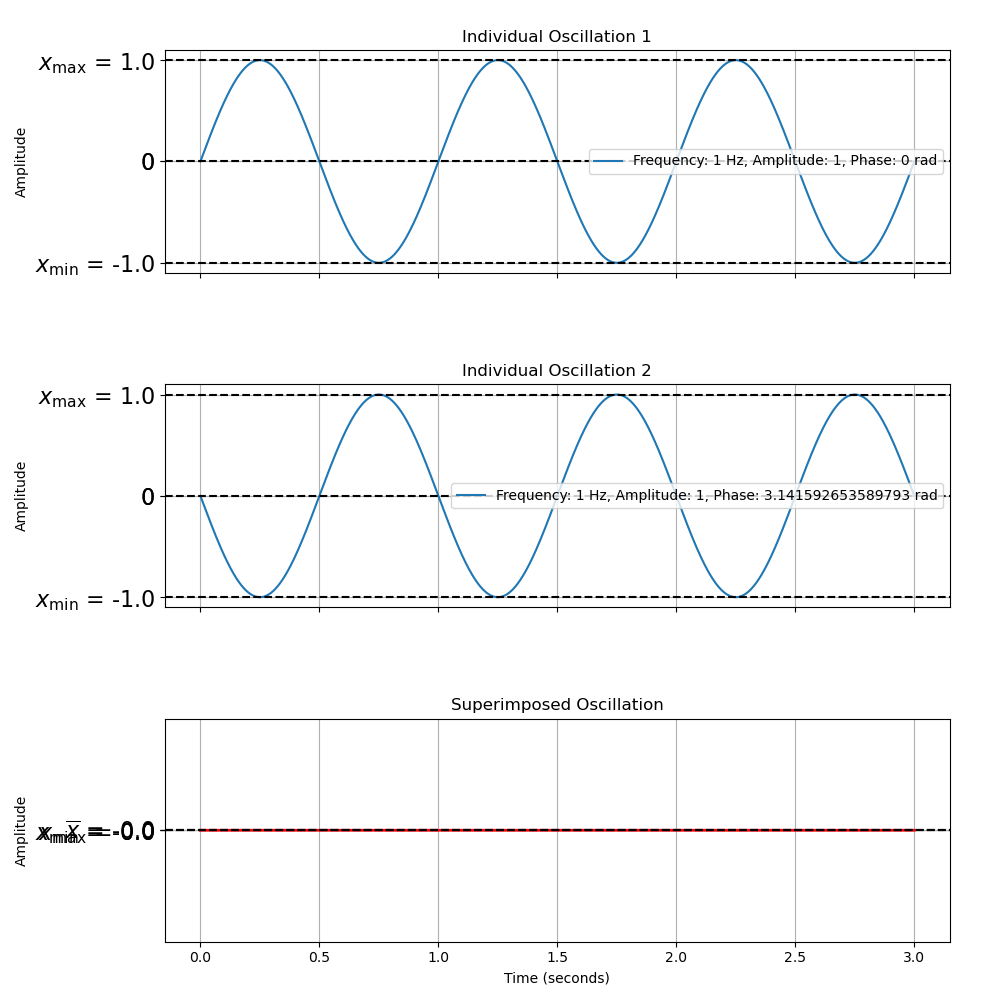 Individual Oscillation 1
x_max = 1.0
Amplitude
0
Frequency: 1 Hz, Amplitude: 1, Phase: 0 rad
x_min = -1.0
Individual Oscillation 2
x_max = 1.0
Amplitude
0
Frequency: 1 Hz, Amplitude: 1, Phase: 3.141592653589793 rad
x_min = -1.0
Superimposed Oscillation
Amplitude
0.0 0.5 1.0 1.5 2.0 2.5 3.0
Time (seconds)